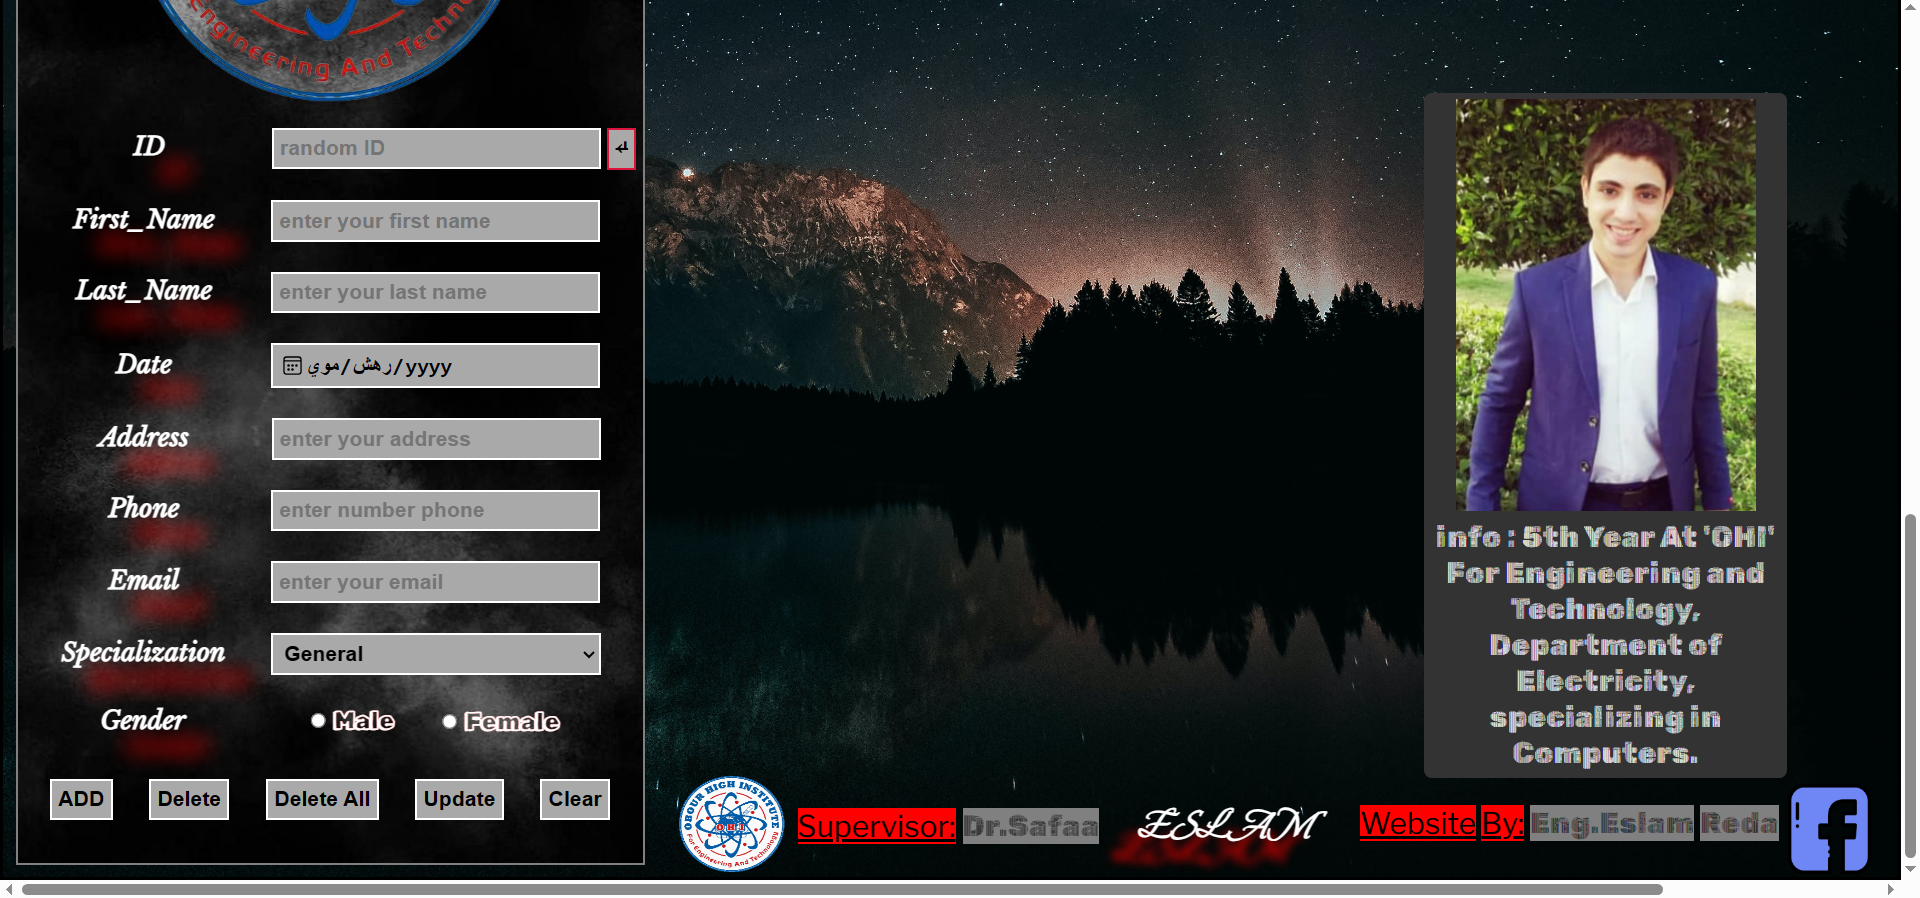 Engineering And Techno
ID
random ID
First_Name
enter your first name
Last_Name
enter your last name
Date
رهش/موي/yyyy
Address
enter your address
Phone
enter number phone
Email
enter your email
Specialization
General
Gender
Male
Female
ADD
Delete
Delete All
Update
Clear
info : 5th Year At 'OHI'
For Engineering and
Technology,
Department of
Electricity,
specializing in
Computers.
OBOUR HIGH INSTITUTE
OHI
For Engineering And Technology
Supervisor: Dr.Safaa
ESLAM
Website By: Eng.Eslam Reda